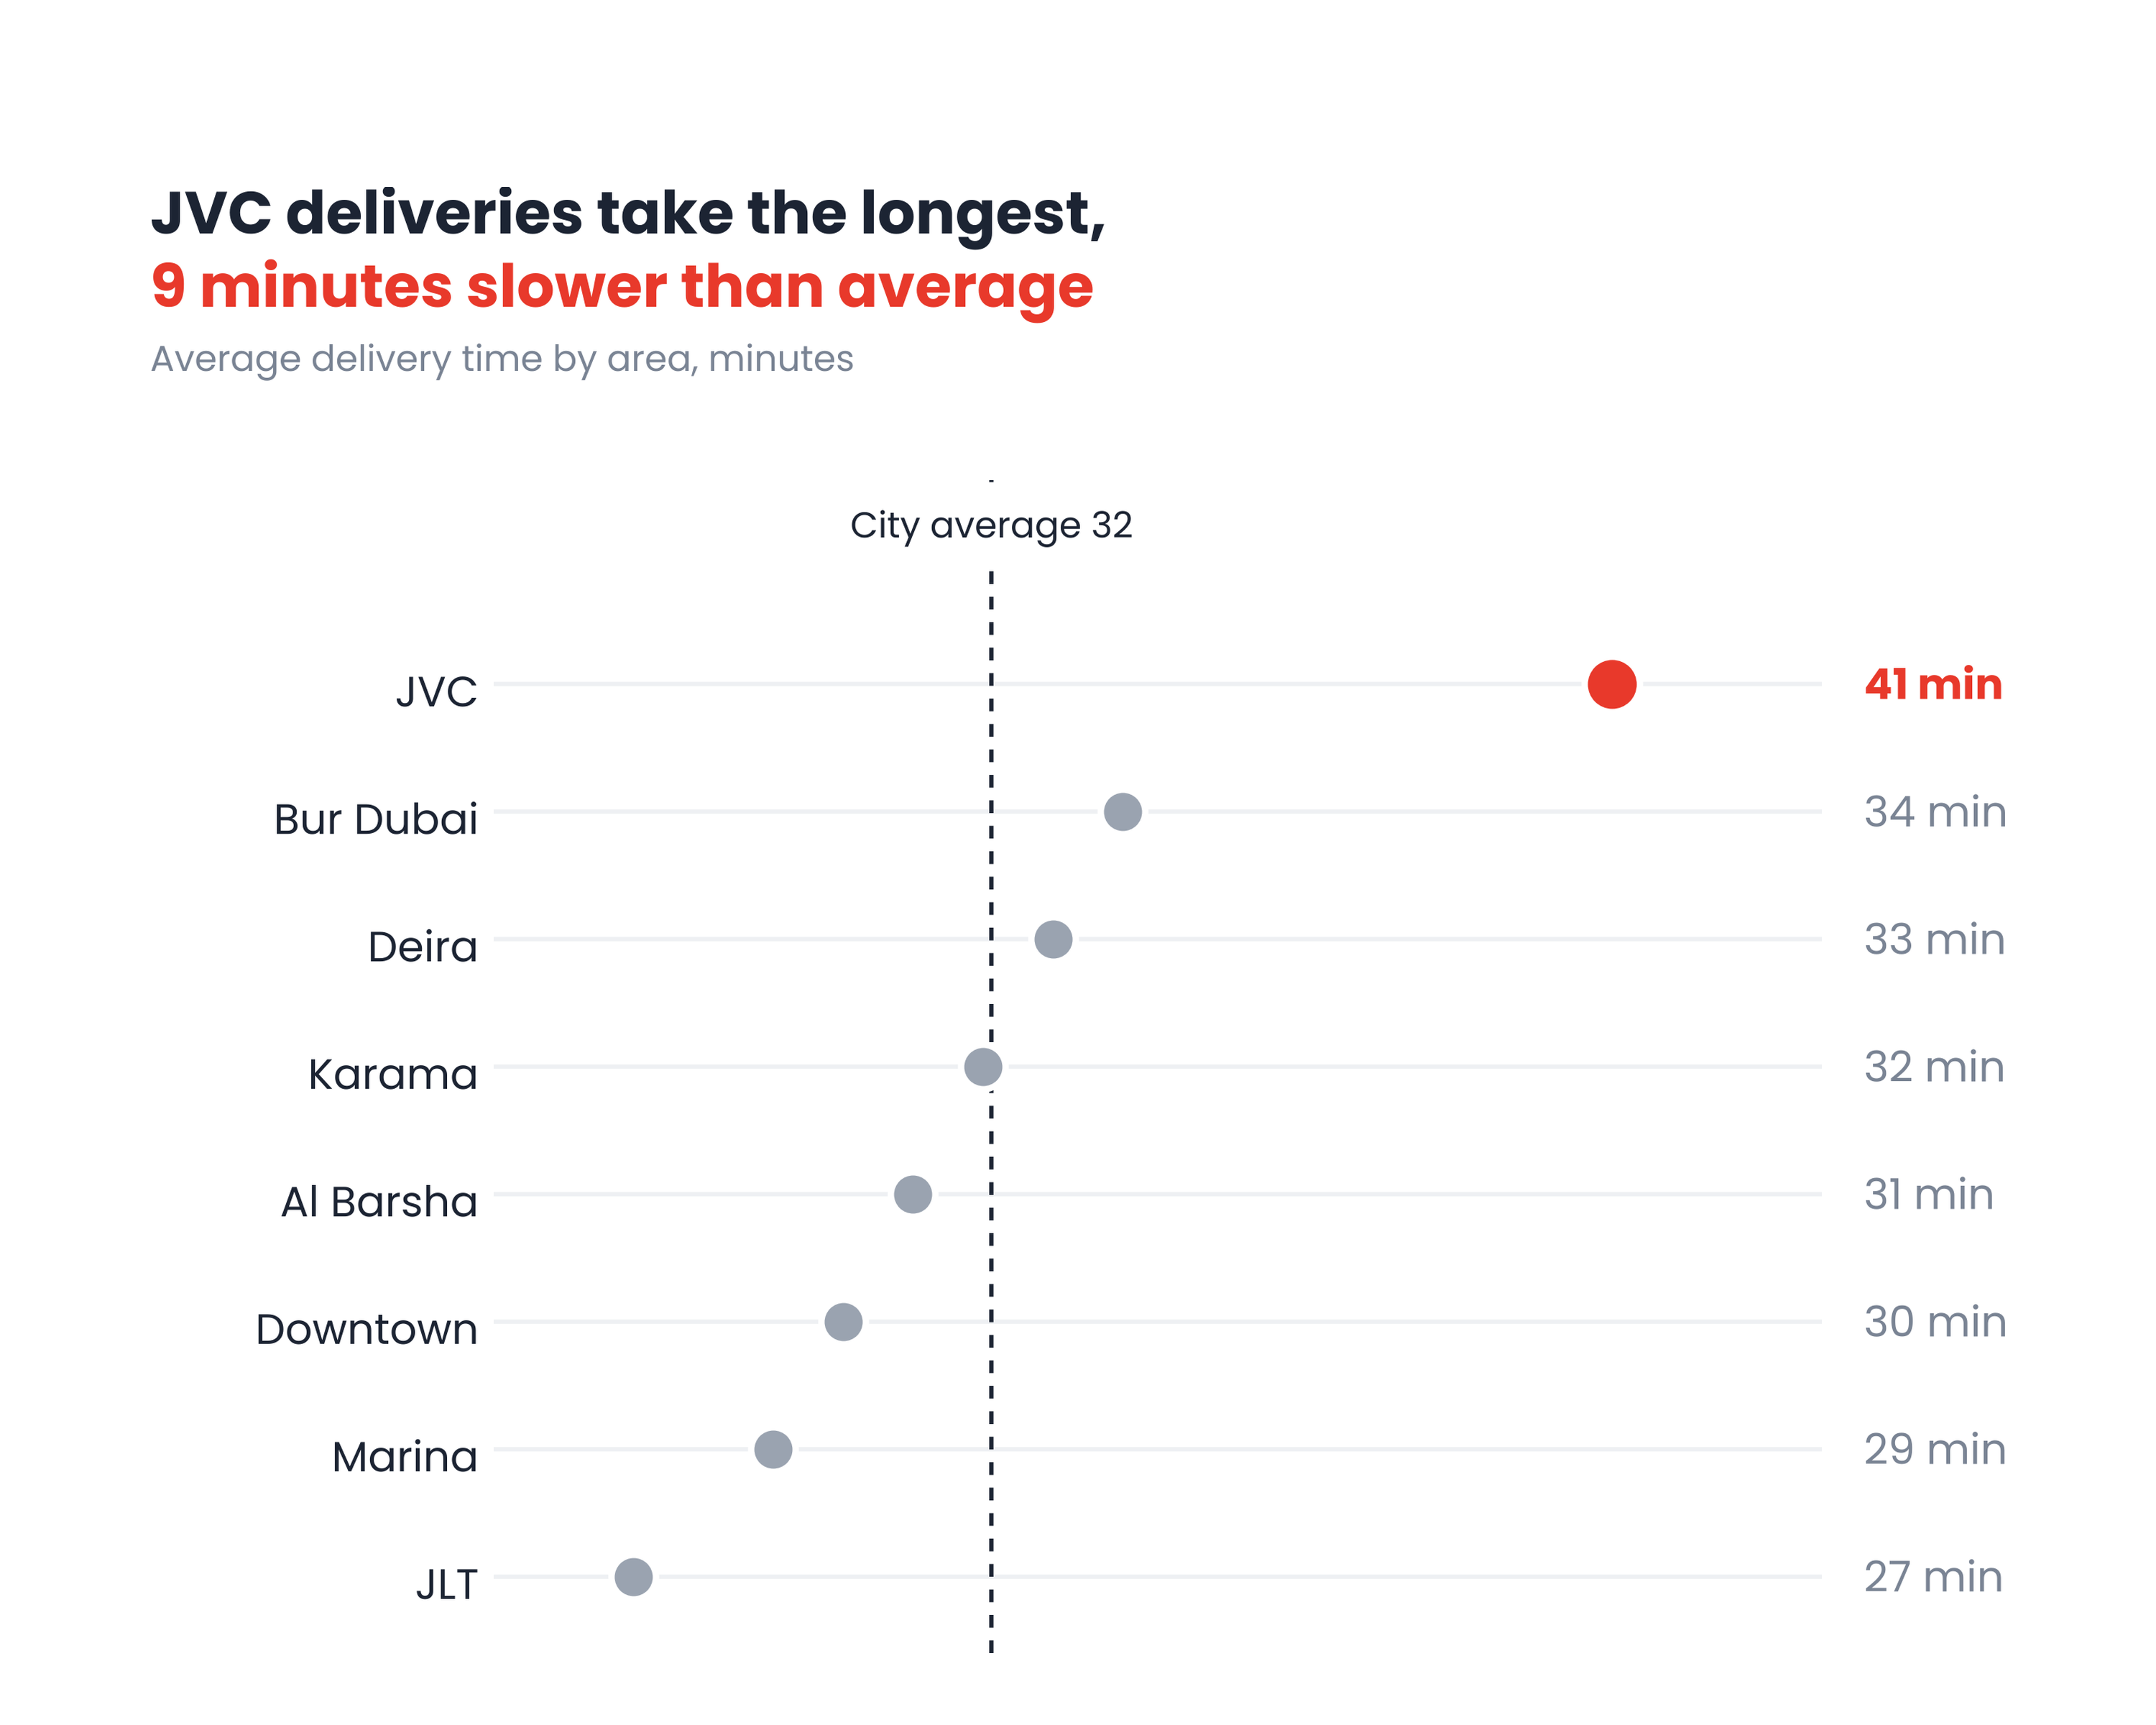 JVC deliveries take the longest,
9 minutes slower than average
Average delivery time by area, minutes
City average 32
JVC 41 min
Bur Dubai 34 min
Deira 33 min
Karama 32 min
Al Barsha 31 min
Downtown 30 min
Marina 29 min
JLT 27 min